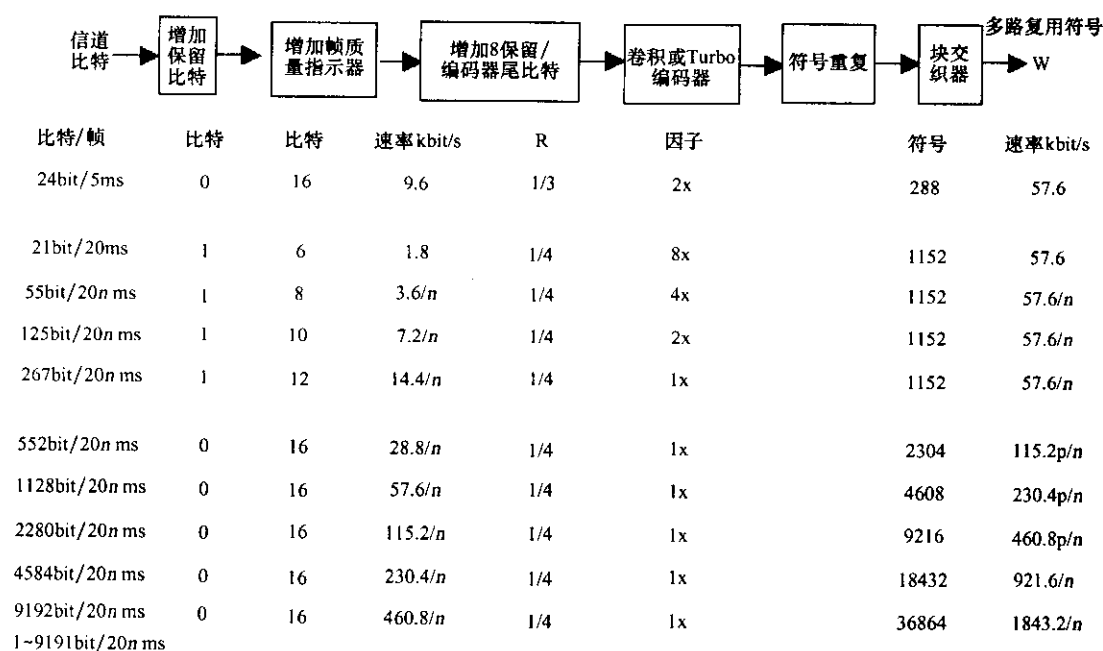 信道
比特
增加
保留
比特
增加帧质
量指示器
增加8保留/
编码器尾比特
卷积或Turbo
编码器
符号重复
块交
织器
多路复用符号
W
比特/帧 比特 比特 速率kbit/s R 因子 符号 速率kbit/s
24bit/5ms 0 16 9.6 1/3 2x 288 57.6
21bit/20ms 1 6 1.8 1/4 8x 1152 57.6
55bit/20n ms 1 8 3.6/n 1/4 4x 1152 57.6/n
125bit/20n ms 1 10 7.2/n 1/4 2x 1152 57.6/n
267bit/20n ms 1 12 14.4/n 1/4 1x 1152 57.6/n
552bit/20n ms 0 16 28.8/n 1/4 1x 2304 115.2p/n
1128bit/20n ms 0 16 57.6/n 1/4 1x 4608 230.4p/n
2280bit/20n ms 0 16 115.2/n 1/4 1x 9216 460.8p/n
4584bit/20n ms 0 16 230.4/n 1/4 1x 18432 921.6/n
9192bit/20n ms 0 16 460.8/n 1/4 1x 36864 1843.2/n
1~9191bit/20n ms